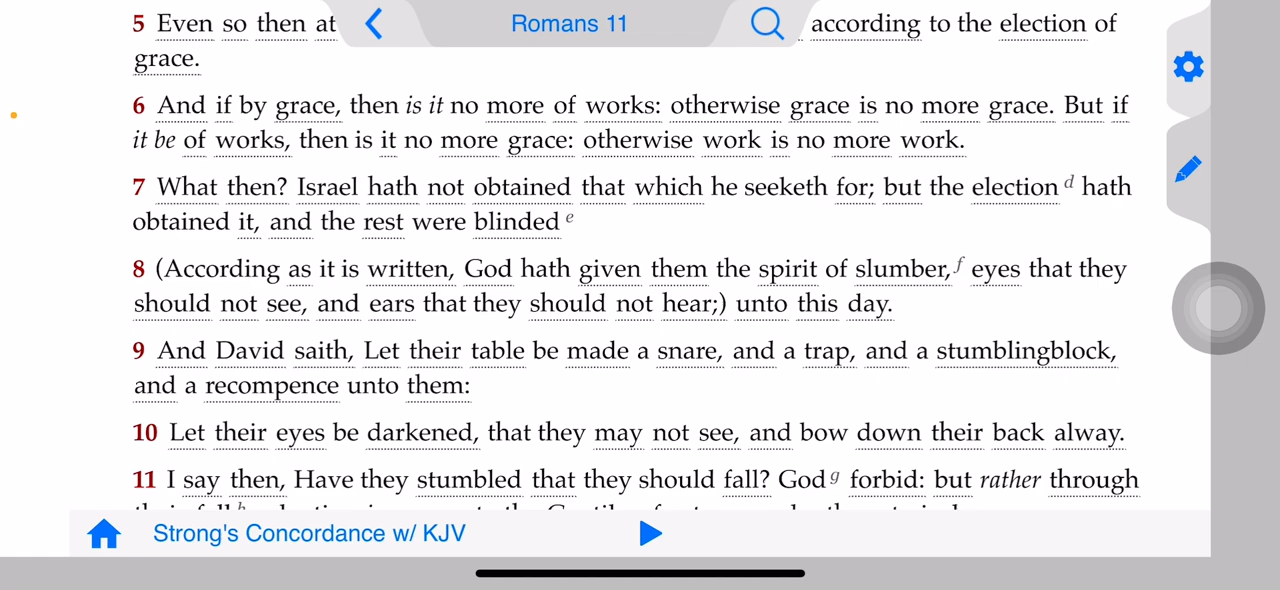 Romans 11
5 Even so then at according to the election of
grace.
6 And if by grace, then is it no more of works: otherwise grace is no more grace. But if
it be of works, then is it no more grace: otherwise work is no more work.
7 What then? Israel hath not obtained that which he seeketh for; but the election d hath
obtained it, and the rest were blinded e
8 (According as it is written, God hath given them the spirit of slumber, f eyes that they
should not see, and ears that they should not hear;) unto this day.
9 And David saith, Let their table be made a snare, and a trap, and a stumblingblock,
and a recompence unto them:
10 Let their eyes be darkened, that they may not see, and bow down their back alway.
11 I say then, Have they stumbled that they should fall? God g forbid: but rather through
Strong's Concordance w/ KJV